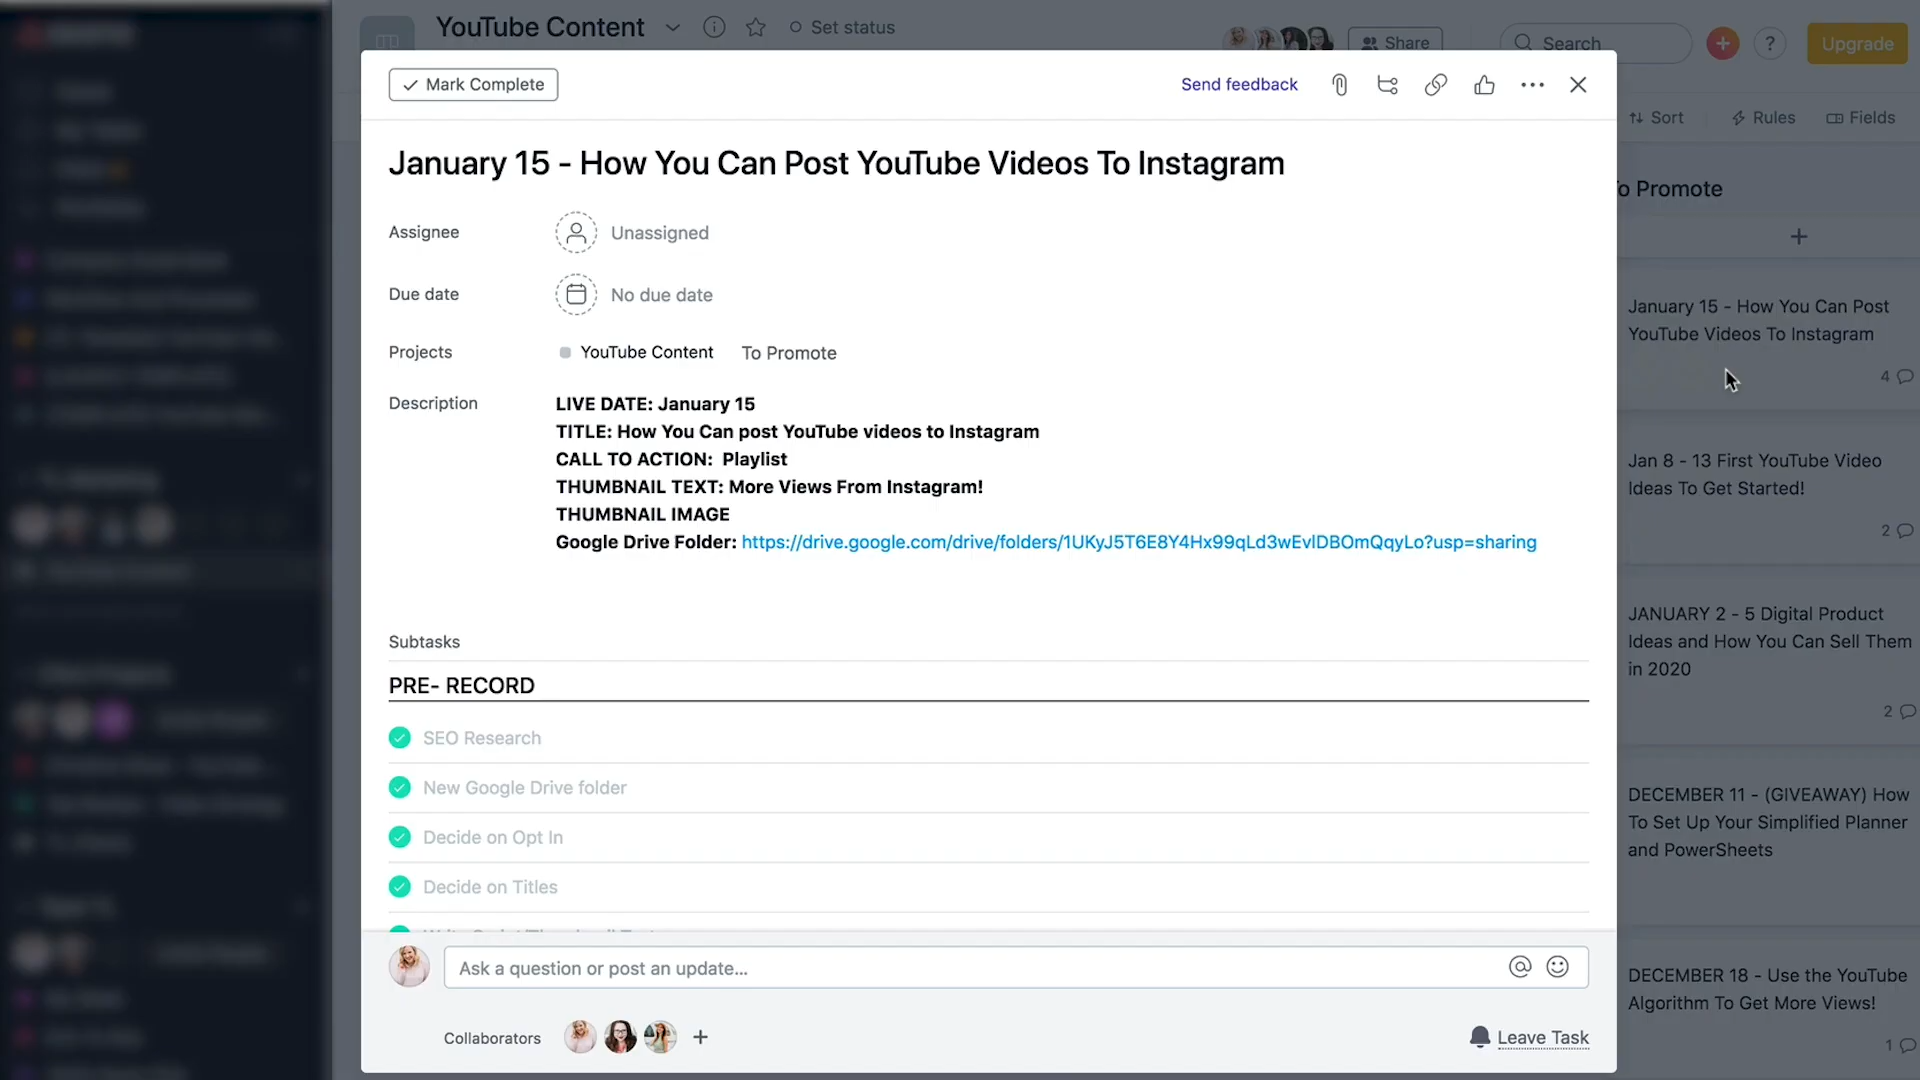 YouTube Content
Set status
Share
Search
?
Upgrade
Mark Complete
Send feedback
Sort
Rules
Fields
January 15 - How You Can Post YouTube Videos To Instagram
Assignee
Unassigned
Due date
No due date
Projects
YouTube Content
To Promote
Description
LIVE DATE: January 15
TITLE: How You Can post YouTube videos to Instagram
CALL TO ACTION: Playlist
THUMBNAIL TEXT: More Views From Instagram!
THUMBNAIL IMAGE
Google Drive Folder: https://drive.google.com/drive/folders/1UKyJ5T6E8Y4Hx99qLd3wEvlDBOmQqyLo?usp=sharing
Subtasks
PRE- RECORD
SEO Research
New Google Drive folder
Decide on Opt In
Decide on Titles
Ask a question or post an update...
Collaborators
Leave Task
To Promote
January 15 - How You Can Post
YouTube Videos To Instagram
4
Jan 8 - 13 First YouTube Video
Ideas To Get Started!
2
JANUARY 2 - 5 Digital Product
Ideas and How You Can Sell Them
in 2020
2
DECEMBER 11 - (GIVEAWAY) How
To Set Up Your Simplified Planner
and PowerSheets
DECEMBER 18 - Use the YouTube
Algorithm To Get More Views!
1